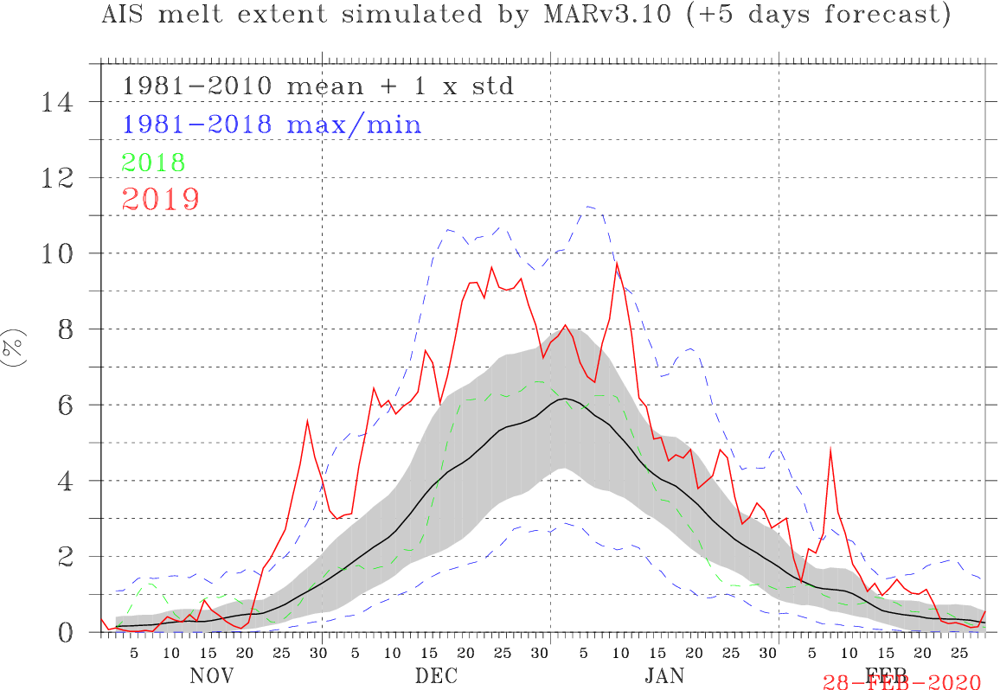 AIS melt extent simulated by MARv3.10 (+5 days forecast)
1981-2010 mean + 1 x std
1981-2018 max/min
2018
2019
(%)
14
12
10
8
6
4
2
0
5 10 15 20 25 30 5 10 15 20 25 30 5 10 15 20 25 30 5 10 15 20 25
NOV DEC JAN FEB
28-FEB-2020